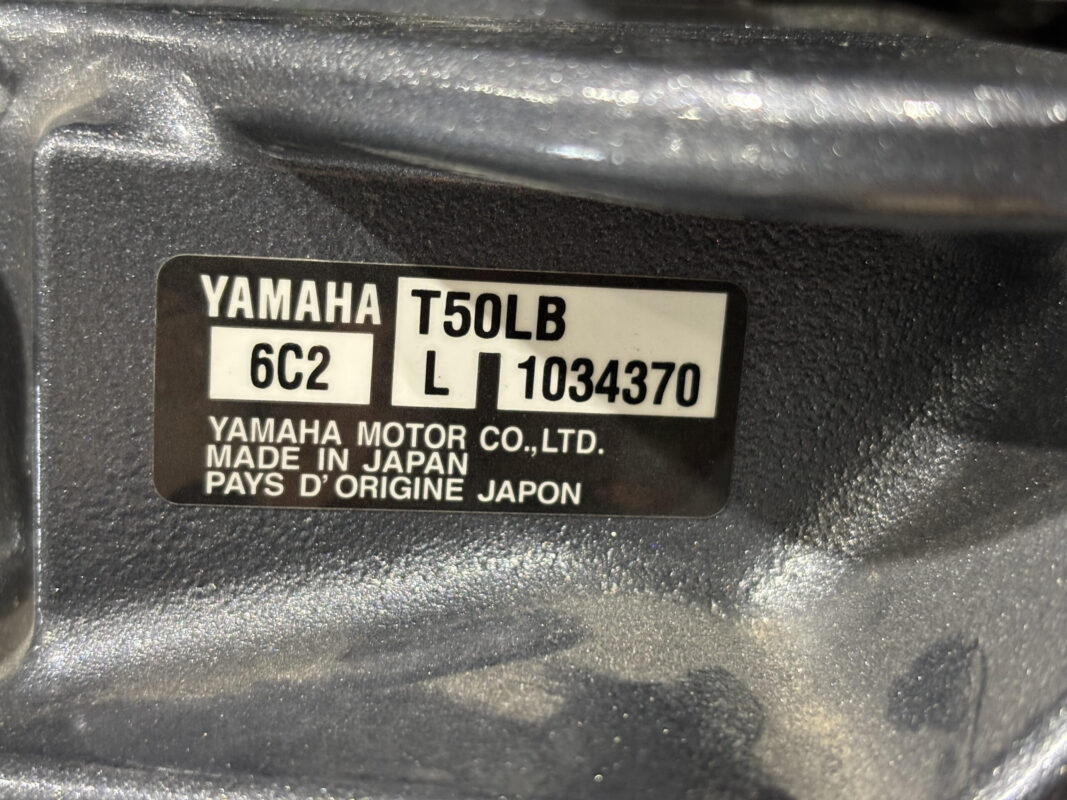 YAMAHA T50LB
6C2 L 1034370
YAMAHA MOTOR CO.,LTD.
MADE IN JAPAN
PAYS D'ORIGINE JAPON